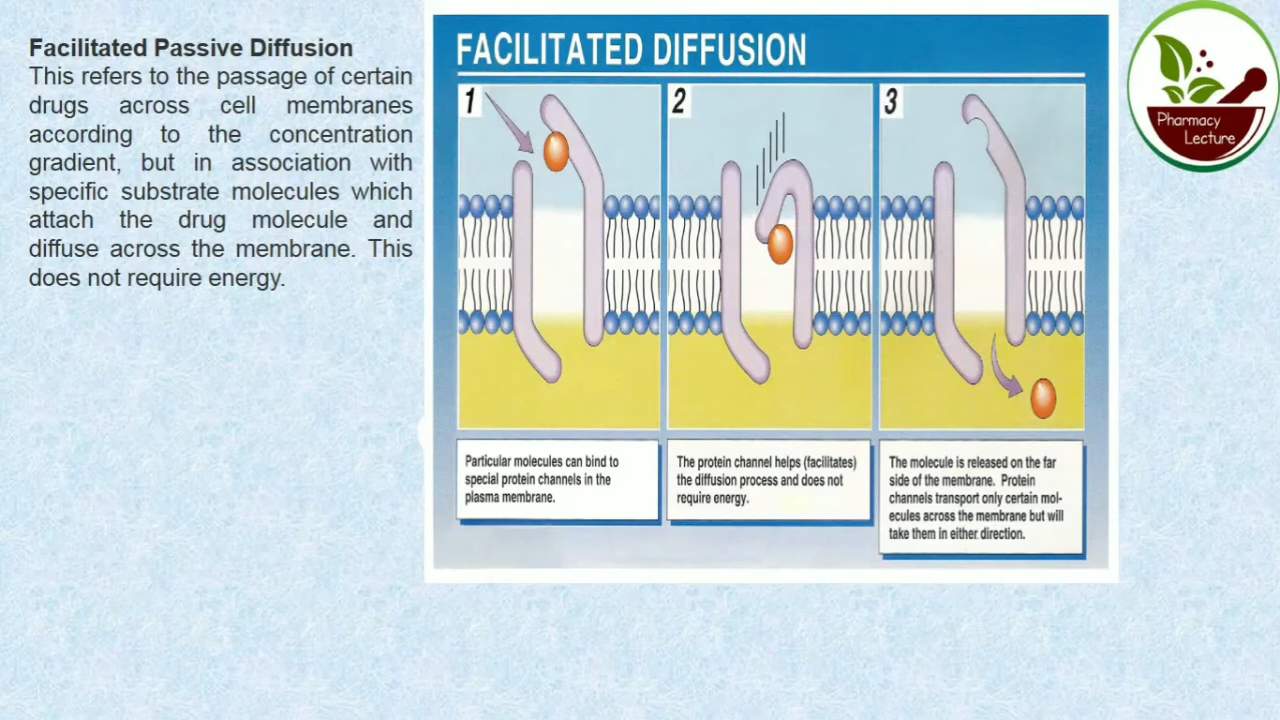 Facilitated Passive Diffusion
This refers to the passage of certain
drugs across cell membranes
according to the concentration
gradient, but in association with
specific substrate molecules which
attach the drug molecule and
diffuse across the membrane. This
does not require energy.
FACILITATED DIFFUSION
1
2
3
Particular molecules can bind to
special protein channels in the
plasma membrane.
The protein channel helps (facilitates)
the diffusion process and does not
require energy.
The molecule is released on the far
side of the membrane. Protein
channels transport only certain mol-
ecules across the membrane but will
take them in either direction.
Pharmacy
Lecture